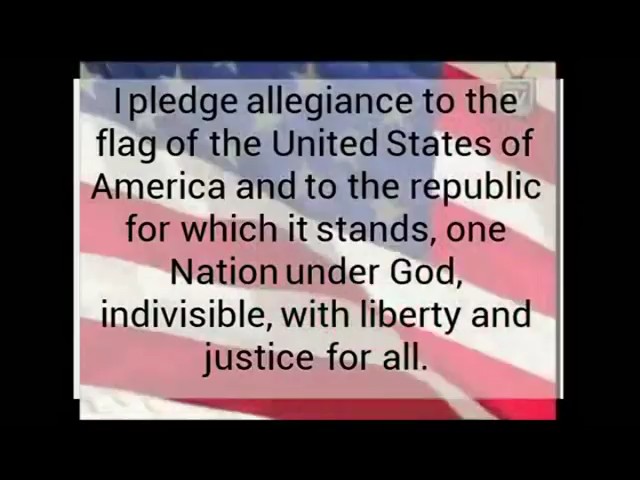 I pledge allegiance to the
flag of the United States of
America and to the republic
for which it stands, one
Nation under God,
indivisible, with liberty and
justice for all.